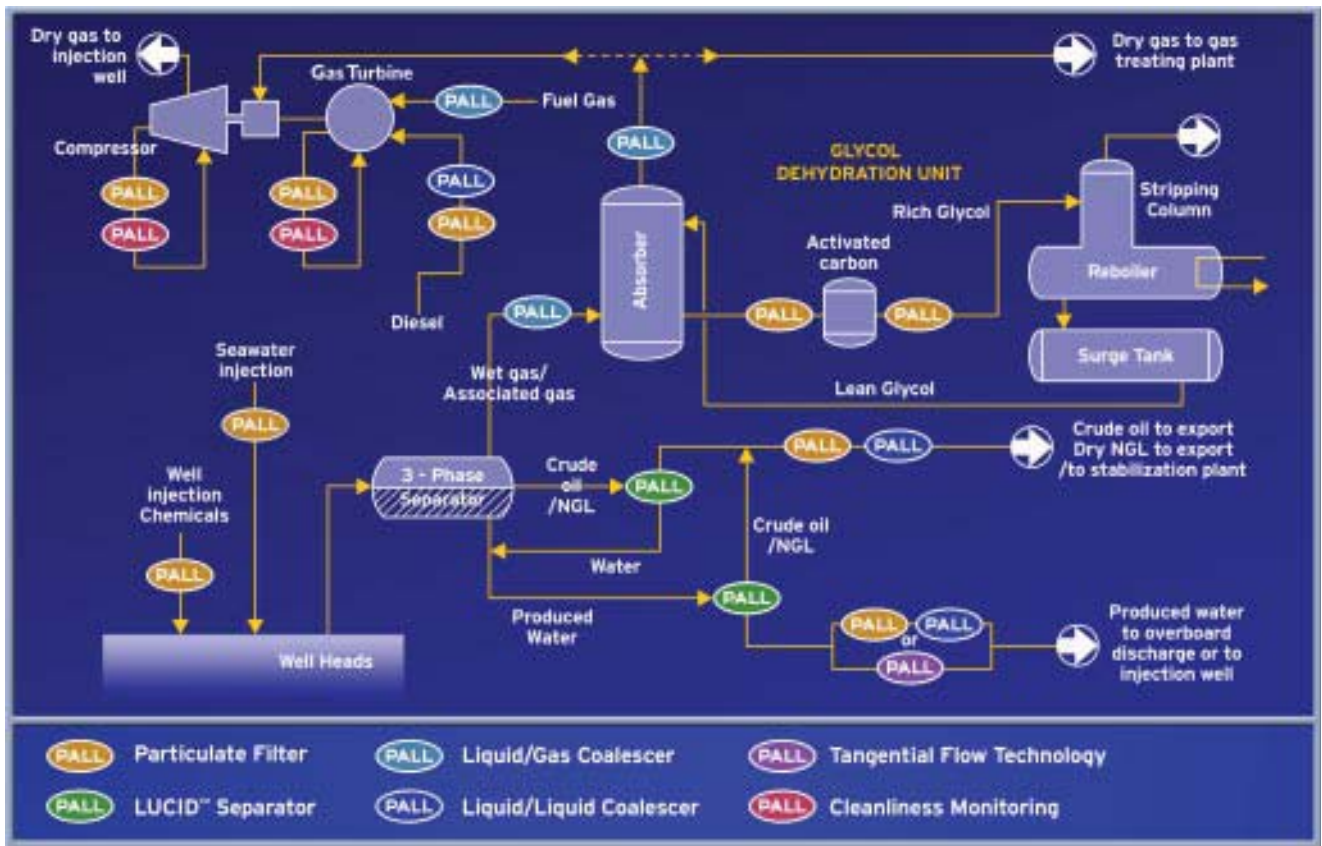 Dry gas to
injection
well
Gas Turbine
Dry gas to gas
treating plant
PALL
Fuel Gas
Compressor
PALL
GLYCOL
DEHYDRATION UNIT
PALL
PALL
PALL
PALL
PALL
PALL
PALL
Rich Glycol
Stripping
Column
Activated
carbon
Absorber
Reboiler
Diesel
PALL
PALL
PALL
Seawater
injection
Surge Tank
Wet gas/
Associated gas
Lean Glycol
PALL
PALL
PALL
Crude oil to export
Dry NGL to export
/to stabilization plant
Well
injection
Chemicals
3 - Phase
Separator
Crude
oil
/NGL
PALL
Crude oil
/NGL
Water
PALL
PALL
Produced
Water
PALL
PALL
or
PALL
Produced water
to overboard
discharge or to
injection well
Well Heads
PALL Particulate Filter
PALL Liquid/Gas Coalescer
PALL Tangential Flow Technology
PALL LUCID™ Separator
PALL Liquid/Liquid Coalescer
PALL Cleanliness Monitoring